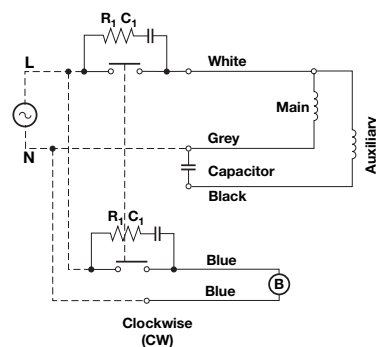 R1 C1
L
White
Main
Auxiliary
N
Grey
Capacitor
Black
R1 C1
Blue
B
Blue
Clockwise
(CW)